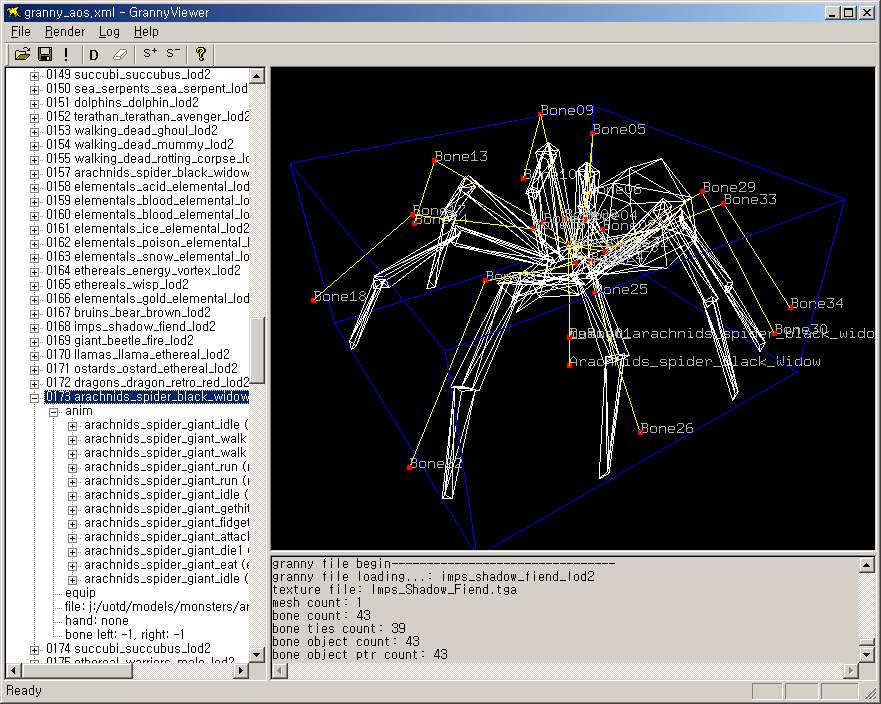 granny_aos.xml - GrannyViewer
File Render Log Help
D S+ S- ?
0149 succubi_succubus_lod2
0150 sea_serpents_sea_serpent_lod
0151 dolphins_dolphin_lod2
0152 terathan_terathan_avenger_lod2
0153 walking_dead_ghoul_lod2
0154 walking_dead_mummy_lod2
0155 walking_dead_rotting_corpse_lo
0157 arachnids_spider_black_widow
0158 elementals_acid_elemental_lod
0159 elementals_blood_elemental_lo
0160 elementals_blood_elemental_lo
0161 elementals_ice_elemental_lod2
0162 elementals_poison_elemental_l
0163 elementals_snow_elemental_lo
0164 ethereals_energy_vortex_lod2
0165 ethereals_wisp_lod2
0166 elementals_gold_elemental_lod
0167 bruins_bear_brown_lod2
0168 imps_shadow_fiend_lod2
0169 giant_beetle_fire_lod2
0170 llamas_llama_ethereal_lod2
0171 ostards_ostard_ethereal_lod2
0172 dragons_dragon_retro_red_lod2
0173 arachnids_spider_black_widow
anim
arachnids_spider_giant_idle (
arachnids_spider_giant_walk
arachnids_spider_giant_walk
arachnids_spider_giant_run (r
arachnids_spider_giant_run (r
arachnids_spider_giant_idle (
arachnids_spider_giant_gethit
arachnids_spider_giant_fidget
arachnids_spider_giant_attacl
arachnids_spider_giant_die1
arachnids_spider_giant_eat (e
arachnids_spider_giant_idle (
equip
file: j:/uotd/models/monsters/ar
hand: none
bone left: -1, right: -1
0174 succubi_succubus_lod2
0175 ethereal_warriors_male_lod2
Bone09
Bone05
Bone13
Bone29
Bone33
Bone18
Bone25
Bone34
Bone30
arachnids_spider_black_wido
Arachnids_spider_black_Widow
Bone26
granny file begin--------------------------------
granny file loading...: imps_shadow_fiend_lod2
texture file: Imps_Shadow_Fiend.tga
mesh count: 1
bone count: 43
bone ties count: 39
bone object count: 43
bone object ptr count: 43
Ready